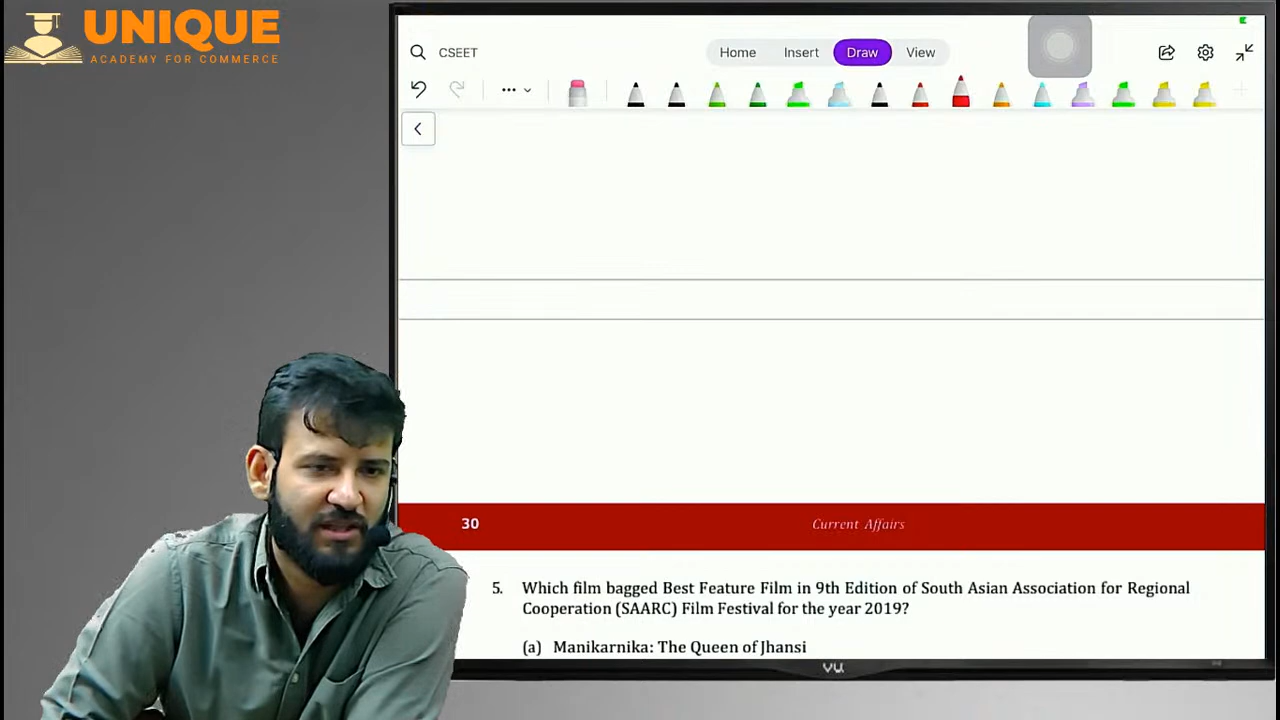 UNIQUE
ACADEMY FOR COMMERCE
CSEET
Home Insert Draw View
30 Current Affairs
5. Which film bagged Best Feature Film in 9th Edition of South Asian Association for Regional
Cooperation (SAARC) Film Festival for the year 2019?
(a) Manikarnika: The Queen of Jhansi
vu